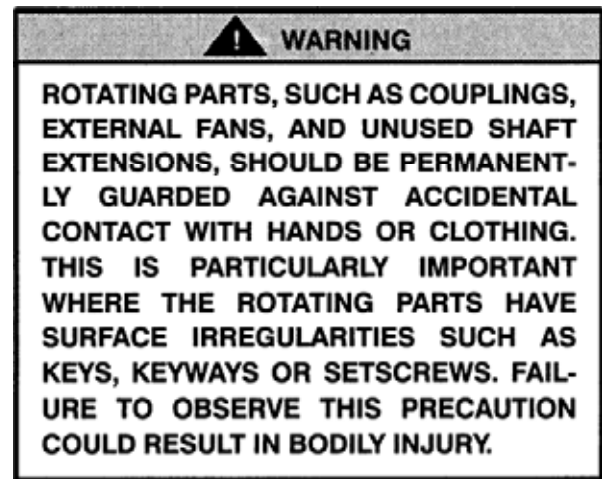 WARNING
ROTATING PARTS, SUCH AS COUPLINGS,
EXTERNAL FANS, AND UNUSED SHAFT
EXTENSIONS, SHOULD BE PERMANENT-
LY GUARDED AGAINST ACCIDENTAL
CONTACT WITH HANDS OR CLOTHING.
THIS IS PARTICULARLY IMPORTANT
WHERE THE ROTATING PARTS HAVE
SURFACE IRREGULARITIES SUCH AS
KEYS, KEYWAYS OR SETSCREWS. FAIL-
URE TO OBSERVE THIS PRECAUTION
COULD RESULT IN BODILY INJURY.